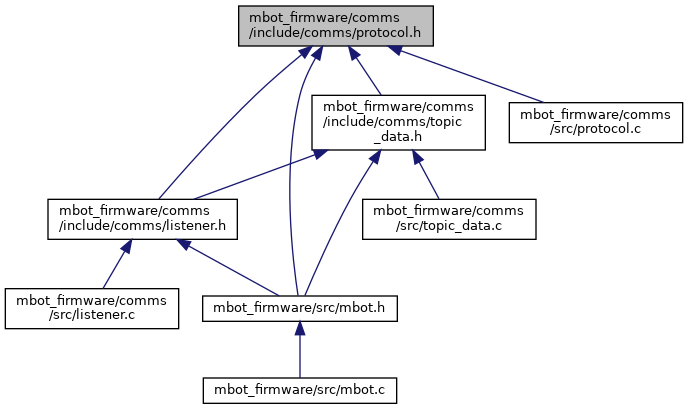 mbot_firmware/comms
/include/comms/protocol.h
mbot_firmware/comms
/include/comms/topic
_data.h
mbot_firmware/comms
/src/protocol.c
mbot_firmware/comms
/include/comms/listener.h
mbot_firmware/comms
/src/topic_data.c
mbot_firmware/comms
/src/listener.c
mbot_firmware/src/mbot.h
mbot_firmware/src/mbot.c